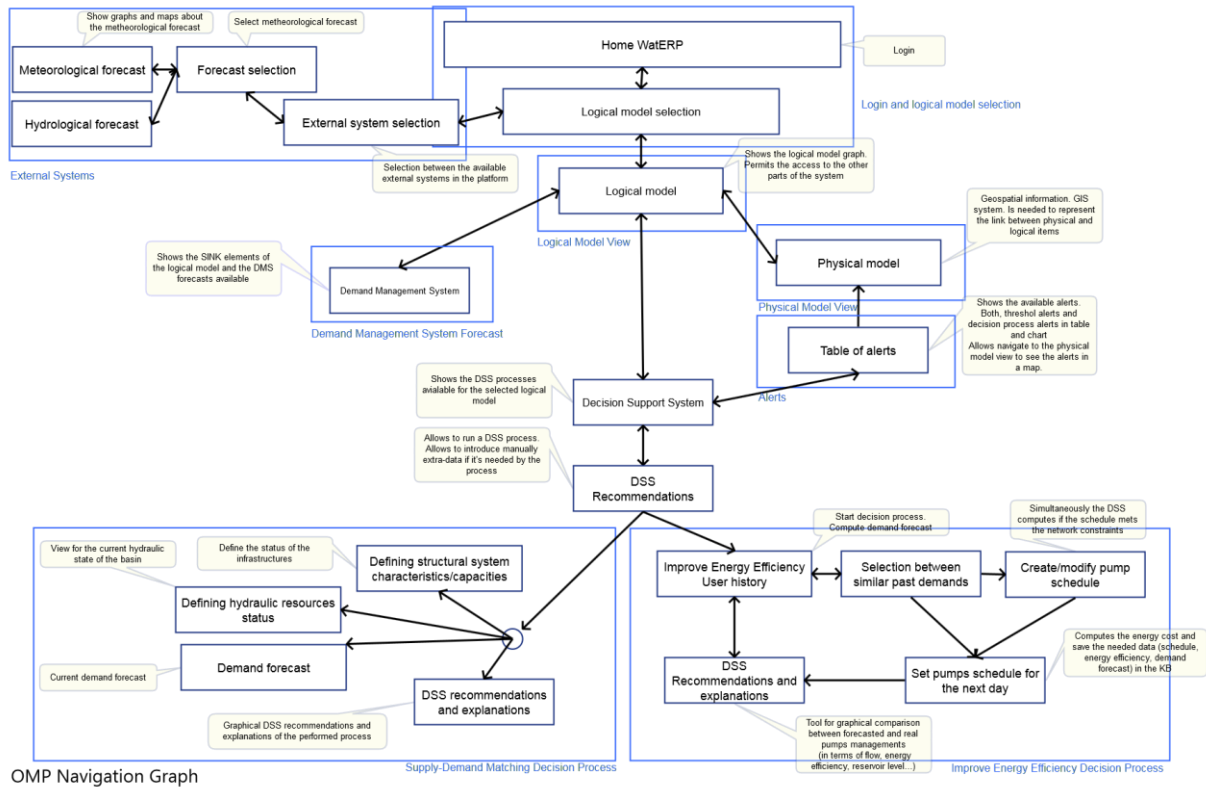 Show graphs and maps about
the metheorological forecast
Select metheorological forecast
Home WatERP
Login
Meteorological forecast
Forecast selection
Hydrological forecast
External system selection
Logical model selection
Login and logical model selection
External Systems
Selection between the available
external systems in the platform
Shows the logical model graph.
Permits the access to the other
parts of the system
Logical model
Logical Model View
Geospatial information. GIS
system. Is needed to represent
the link between physical and
logical items
Shows the SINK elements of
the logical model and the DMS
forecasts available
Demand Management System
Demand Management System Forecast
Physical model
Physical Model View
Shows the available alerts.
Both, threshol alerts and
decision process alerts in table
and chart
Allows navigate to the physical
model view to see the alerts in
a map.
Table of alerts
Alerts
Shows the DSS processes
avialable for the selected logical
model
Decision Support System
Allows to run a DSS process.
Allows to introduce manually
extra-data if it's needed by the
process
DSS
Recommendations
View for the current hydraulic
state of the basin
Define the status of the
infrastructures
Defining structural system
characteristics/capacities
Defining hydraulic resources
status
Demand forecast
Current demand forecast
DSS recommendations
and explanations
Graphical DSS recommendations and
explanations of the performed process
Supply-Demand Matching Decision Process
Start decision process.
Compute demand forecast
Simultaneously the DSS
computes if the schedule mets
the network constraints
Improve Energy Efficiency
User history
Selection between
similar past demands
Create/modify pump
schedule
Computes the energy cost and
save the needed data (schedule,
energy efficiency, demand
forecast) in the KB
DSS
Recommendations and
explanations
Set pumps schedule for
the next day
Tool for graphical comparison
between forecasted and real
pumps managements
(in terms of flow, energy
efficiency, reservoir level...)
Improve Energy Efficiency Decision Process
OMP Navigation Graph